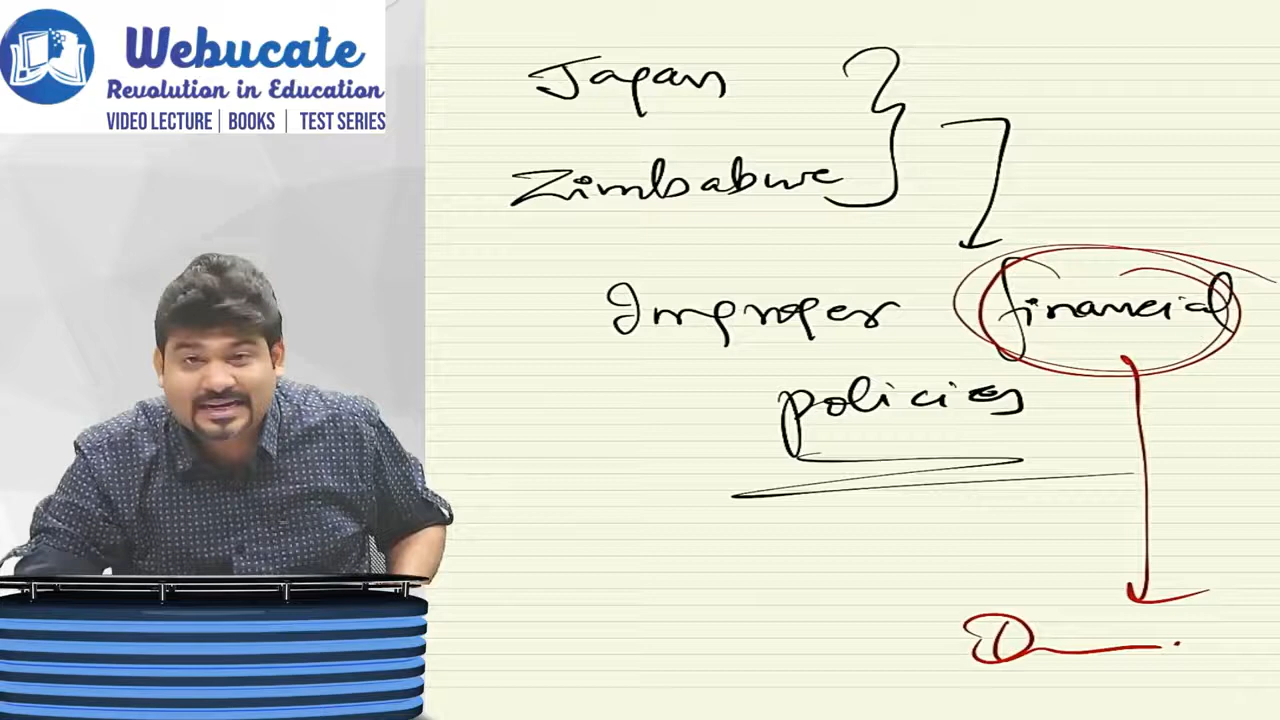 Webucate
Revolution in Education
VIDEO LECTURE | BOOKS | TEST SERIES
Japan
Zimbabwe
Improper financial
policies